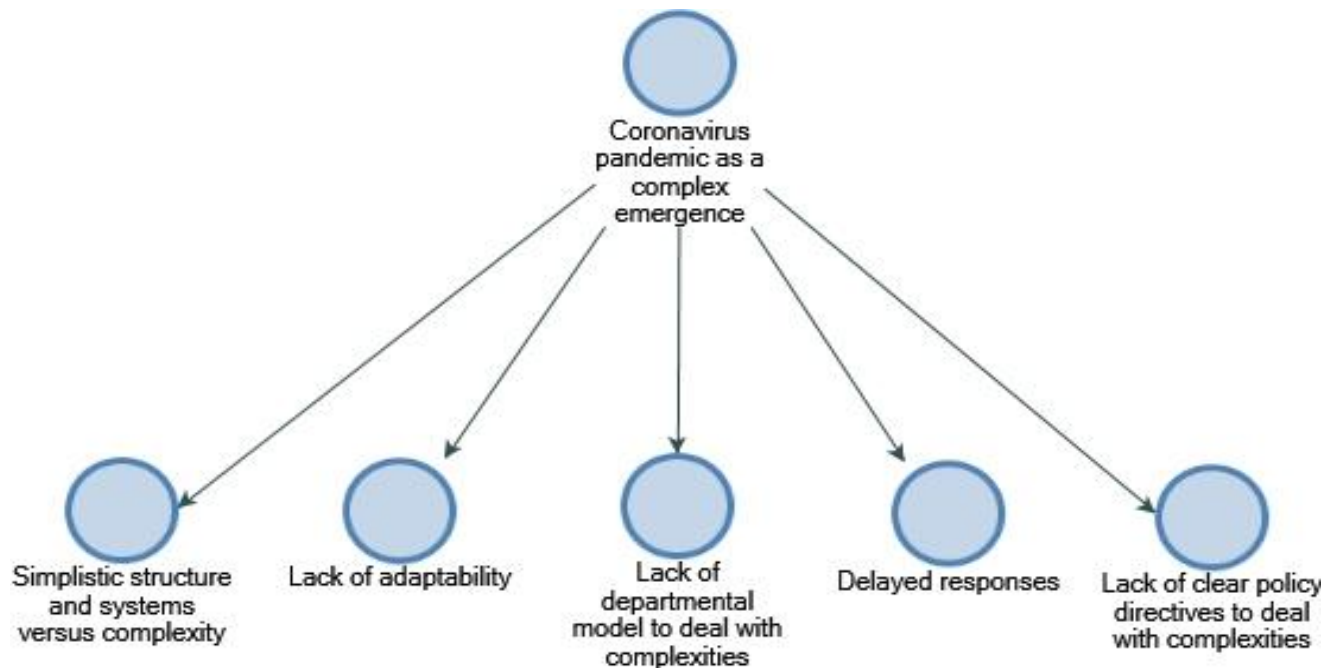 Coronavirus
pandemic as a
complex
emergence
Simplistic structure
and systems
versus complexity
Lack of adaptability
Lack of
departmental
model to deal with
complexities
Delayed responses
Lack of clear policy
directives to deal
with complexities